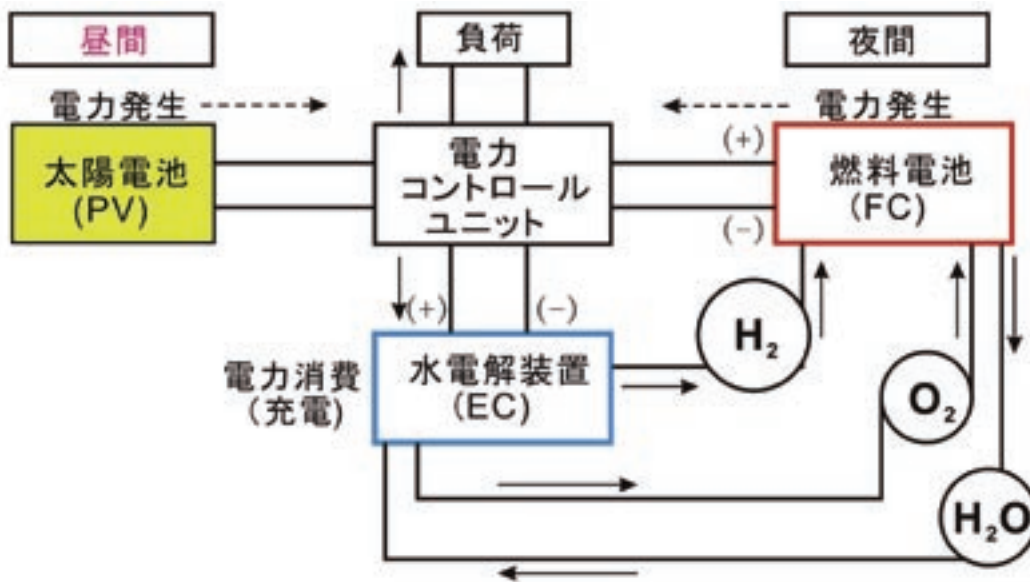 昼間
負荷
夜間
電力発生
電力発生
太陽電池
(PV)
電力
コントロール
ユニット
(+)
(−)
燃料電池
(FC)
(+)
(−)
電力消費
(充電)
水電解装置
(EC)
H₂
O₂
H₂O